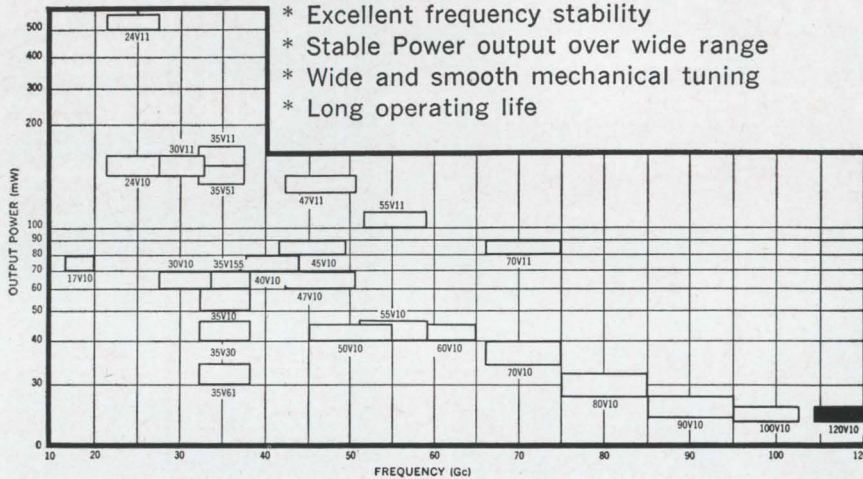 * Excellent frequency stability
* Stable Power output over wide range
* Wide and smooth mechanical tuning
* Long operating life
OUTPUT POWER (mW)
500
400
300
200
100
90
80
70
60
50
40
30
0
24V11
35V11
30V11
24V10
35V51
47V11
55V11
17V10
30V10
35V155
45V10
70V11
40V10
47V10
35V10
55V10
35V30
50V10
60V10
35V61
70V10
80V10
90V10
100V10
120V10
10 20 30 40 50 60 70 80 90 100 110 120
FREQUENCY (Gc)